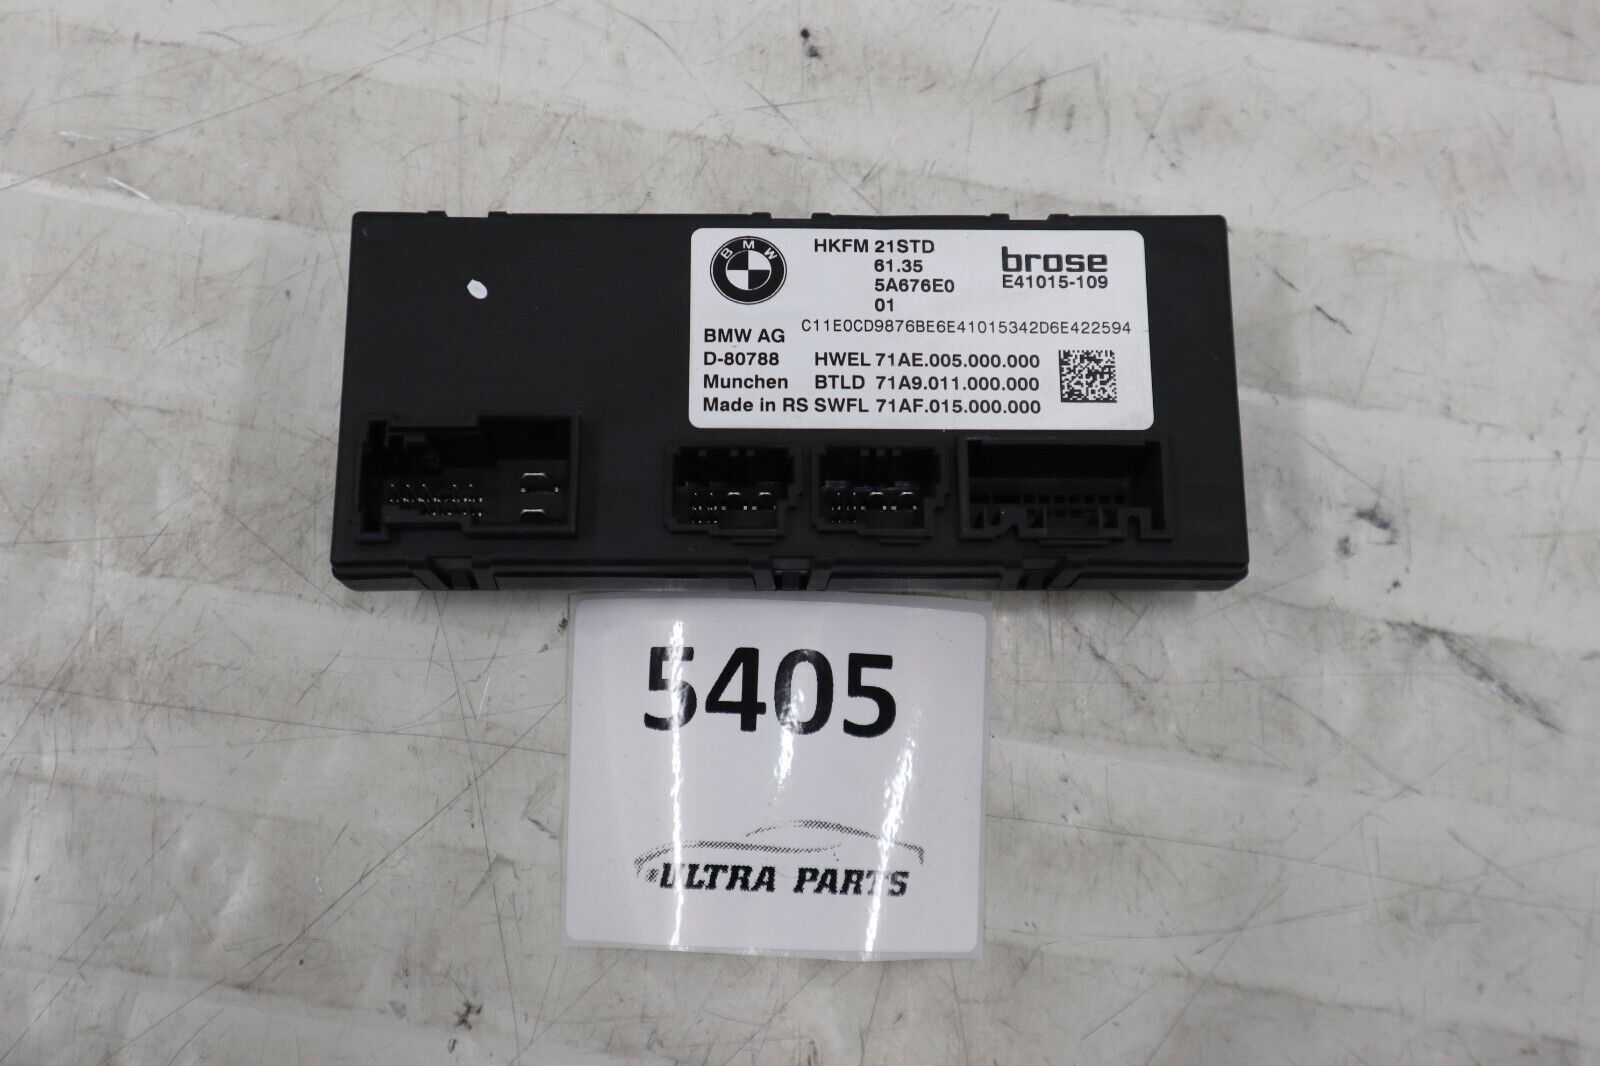 BMW
HKFM 21STD
61.35
5A676E0
01
brose
E41015-109
C11E0CD9876BE6E41015342D6E422594
BMW AG
D-80788 HWEL 71AE.005.000.000
Munchen BTLD 71A9.011.000.000
Made in RS SWFL 71AF.015.000.000
5405
ULTRA PARTS